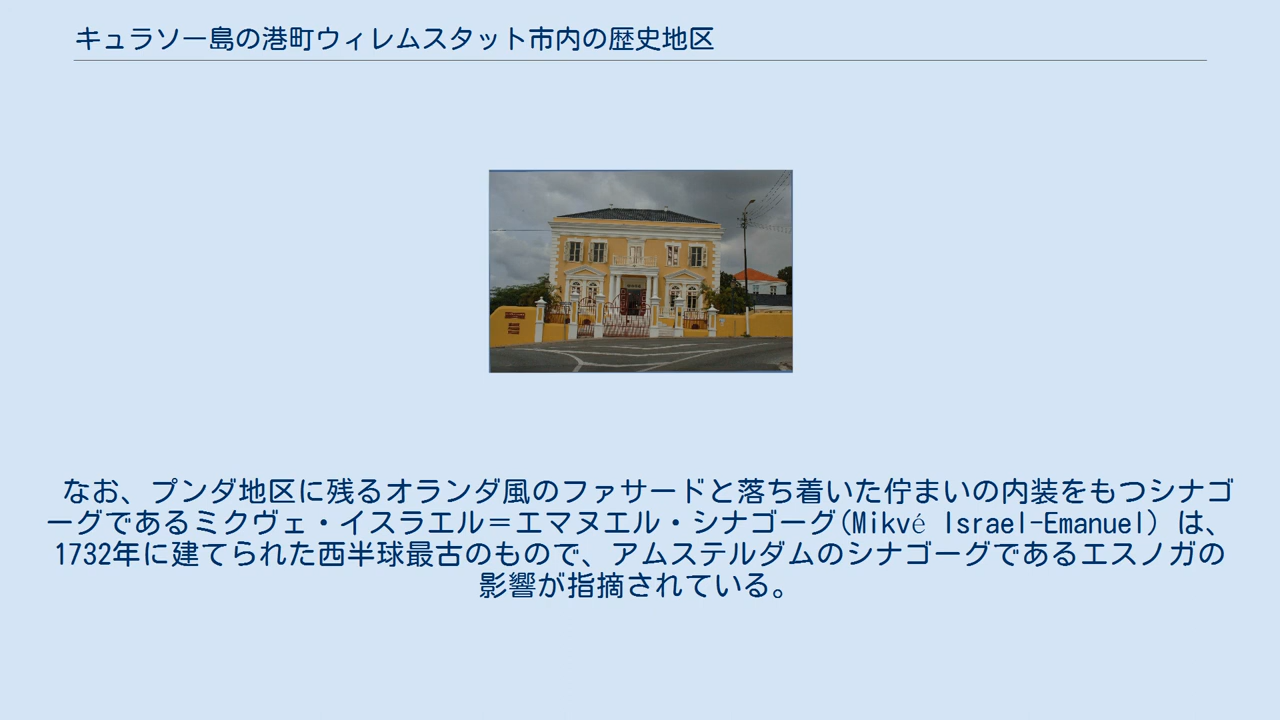 キュラソー島の港町ウィレムスタット市内の歴史地区
なお、プンダ地区に残るオランダ風のファサードと落ち着いた佇まいの内装をもつシナゴ
ーグであるミクヴェ・イスラエル＝エマヌエル・シナゴーグ(Mikvé Israel-Emanuel) は、
1732年に建てられた西半球最古のもので、アムステルダムのシナゴーグであるエスノガの
影響が指摘されている。